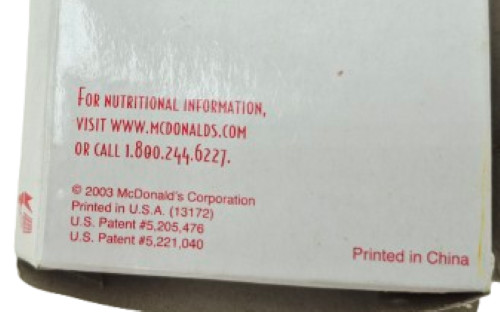 FOR NUTRITIONAL INFORMATION,
VISIT WWW.MCDONALDS.COM
OR CALL 1.800.244.6227.
© 2003 McDonald's Corporation
Printed in U.S.A. (13172)
U.S. Patent #5,205,476
U.S. Patent #5,221,040
Printed in China